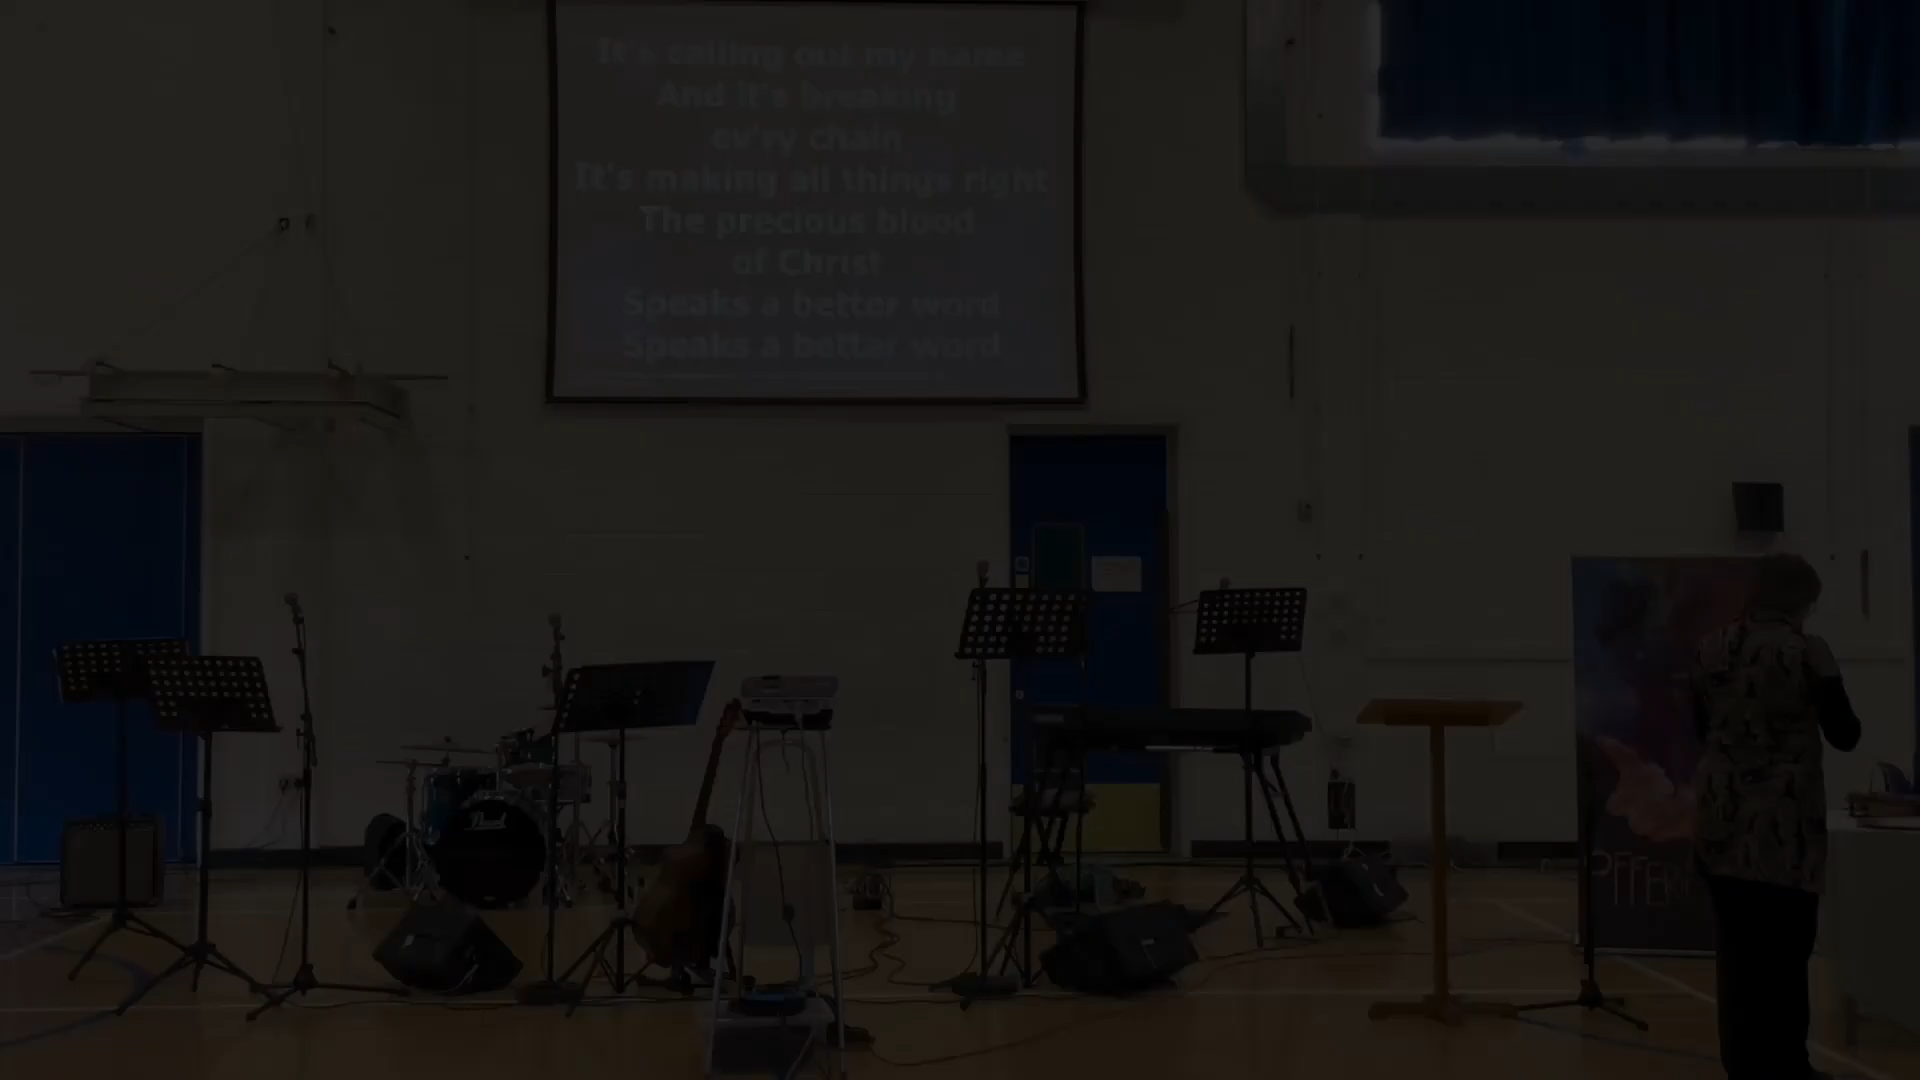 It's calling out my name
And it's breaking
ev'ry chain
It's making all things right
The precious blood
of Christ
Speaks a better word
Speaks a better word
Pearl